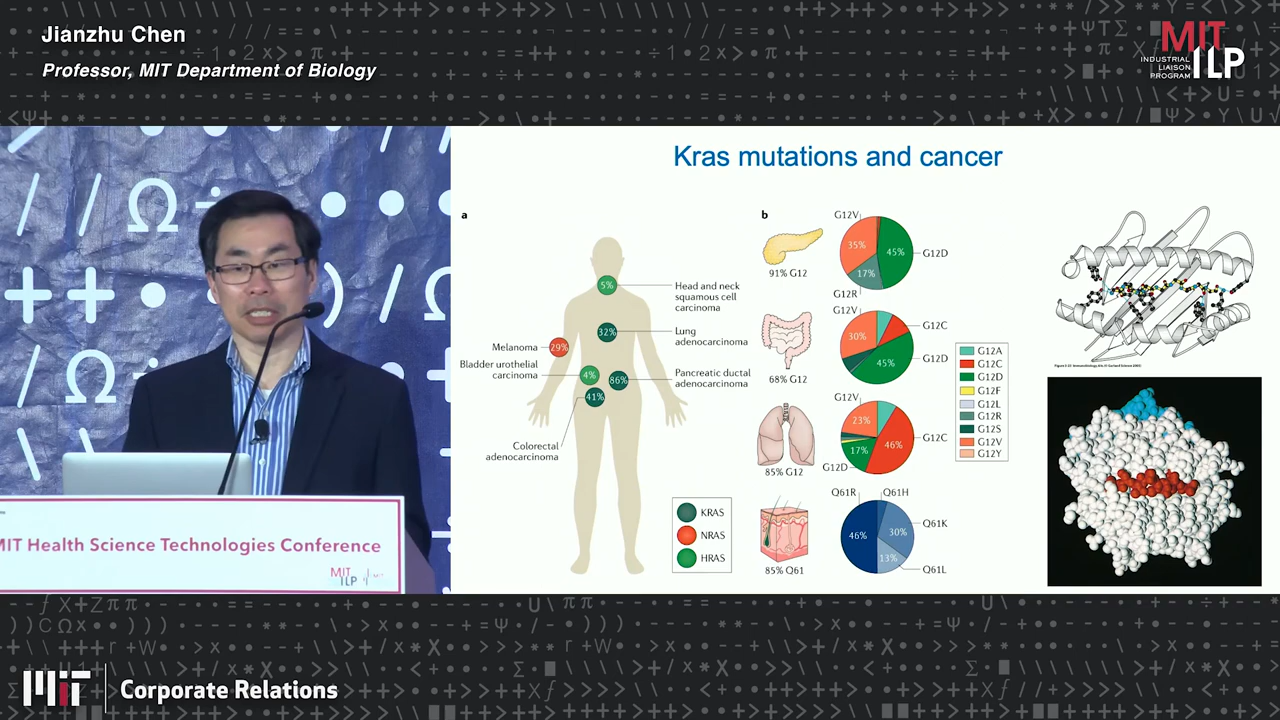 Jianzhu Chen
Professor, MIT Department of Biology
MIT
INDUSTRIAL
LIAISON
PROGRAM
ILP
Kras mutations and cancer
a
5%
Head and neck
squamous cell
carcinoma
32%
Lung
adenocarcinoma
Melanoma
29%
Bladder urothelial
carcinoma
4%
86%
Pancreatic ductal
adenocarcinoma
41%
Colorectal
adenocarcinoma
KRAS
NRAS
HRAS
b
91% G12
G12V
35%
45%
G12D
17%
G12R
68% G12
G12V
30%
G12C
G12D
45%
85% G12
G12V
23%
46%
G12C
17%
G12D
85% Q61
Q61R
Q61H
46%
30%
Q61K
13%
Q61L
G12A
G12C
G12D
G12F
G12L
G12R
G12S
G12V
G12Y
MIT Health Science Technologies Conference
MIT
ILP
MIT
Corporate Relations